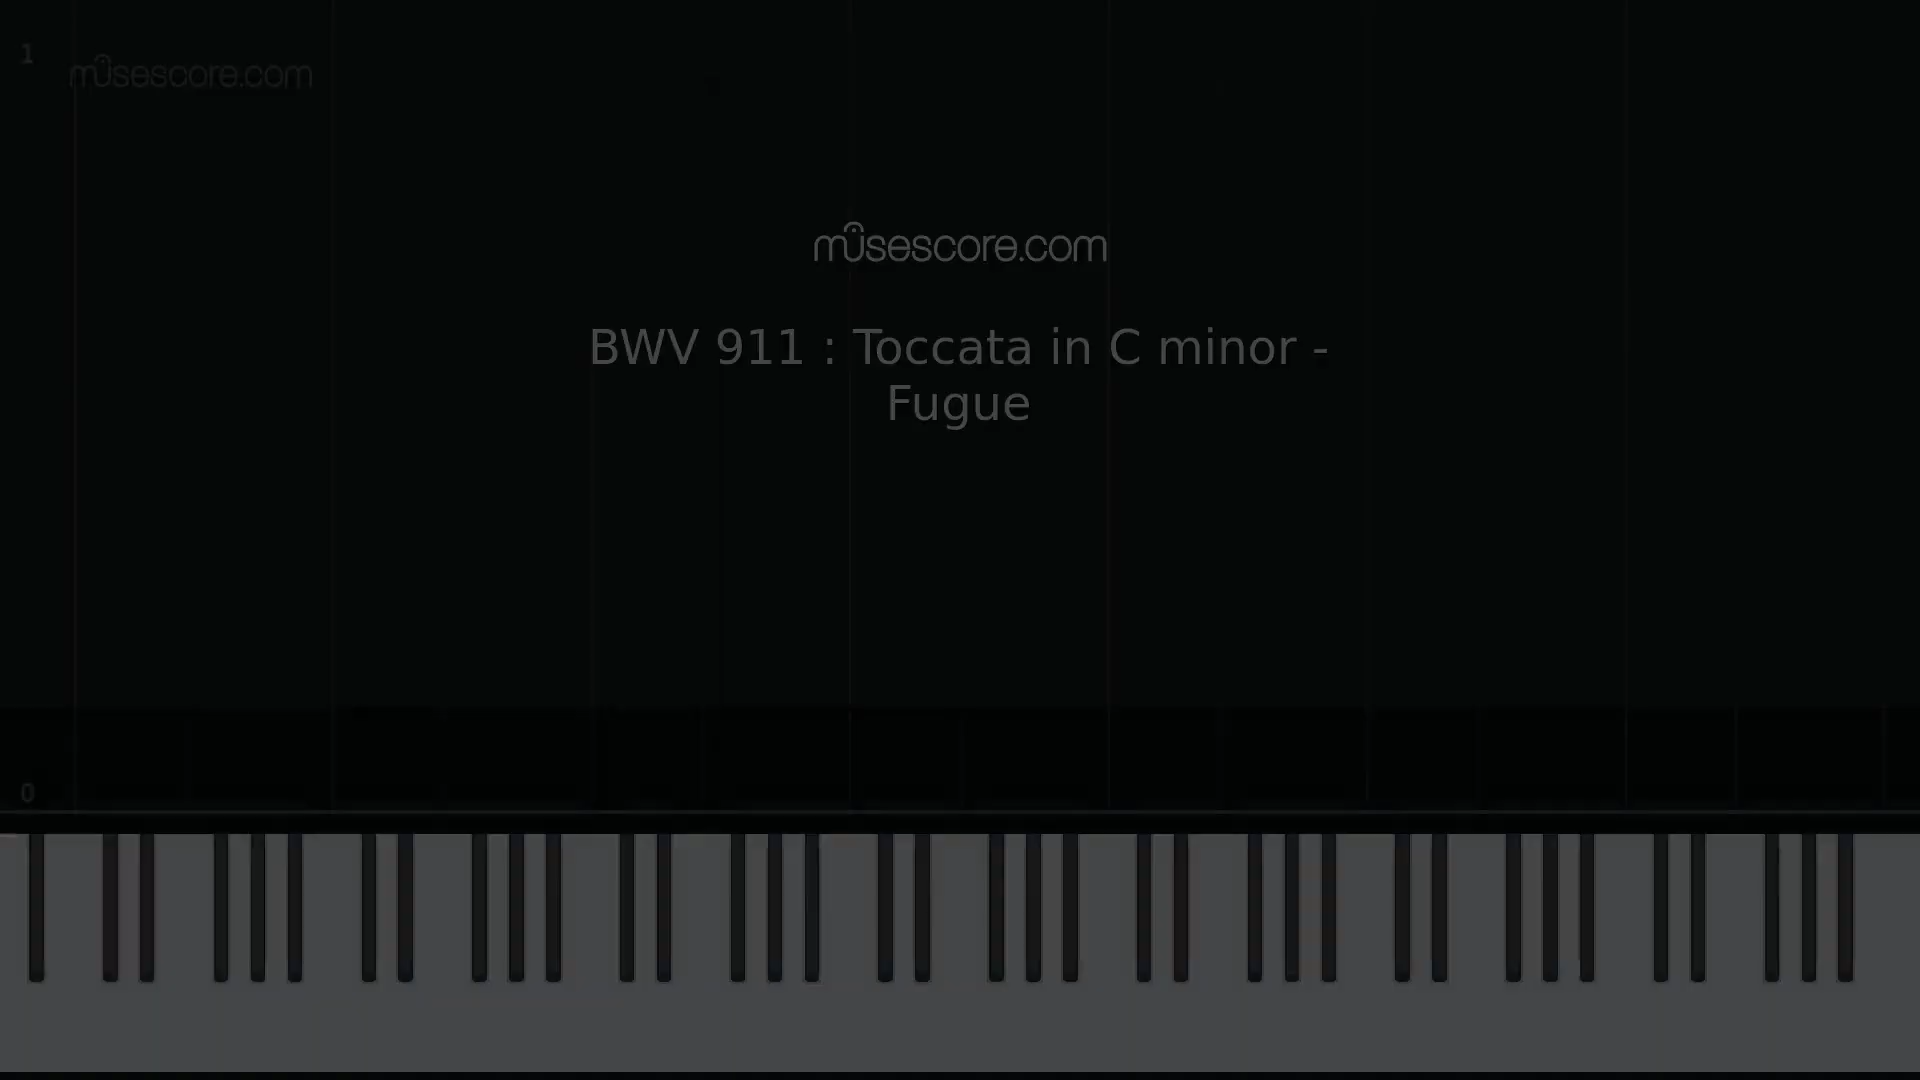 1
musescore.com
musescore.com
BWV 911 : Toccata in C minor -
Fugue
0